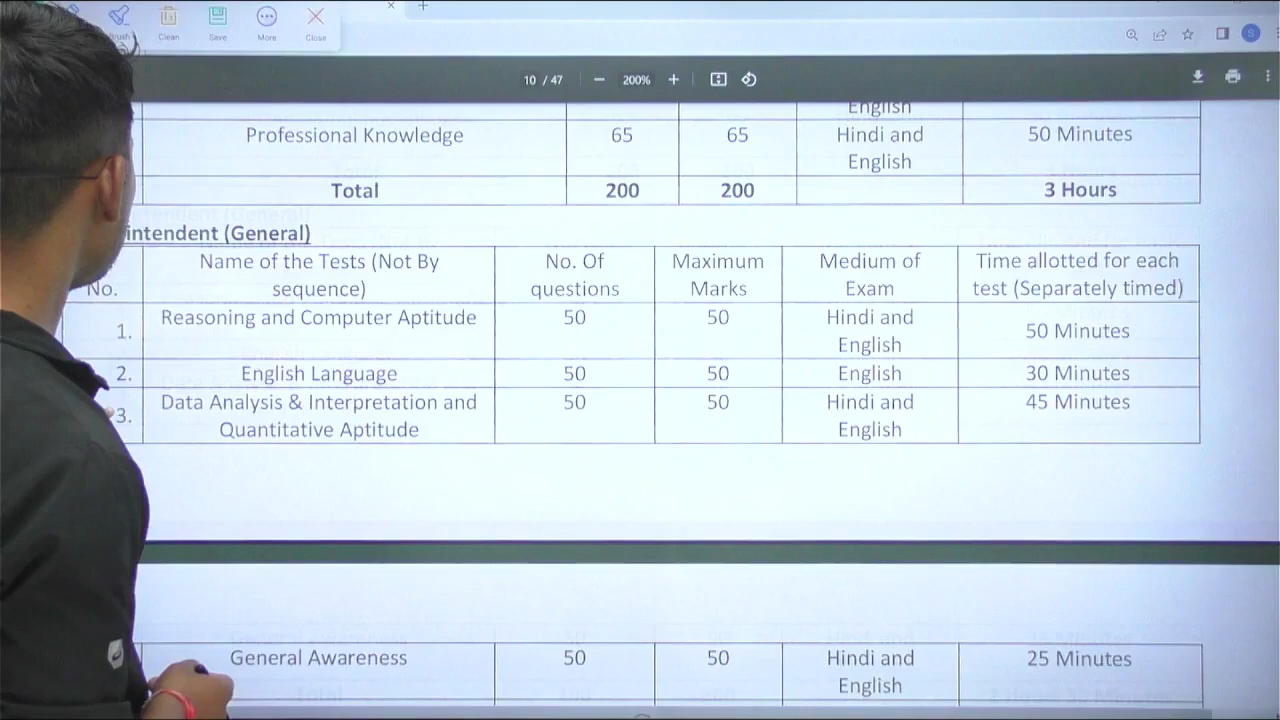 Brush Clean Save More Close
S
10 / 47 − 200% +
English
Professional Knowledge 65 65 Hindi and English 50 Minutes
Total 200 200 3 Hours
intendent (General)
No. Name of the Tests (Not By sequence) No. Of questions Maximum Marks Medium of Exam Time allotted for each test (Separately timed)
1. Reasoning and Computer Aptitude 50 50 Hindi and English 50 Minutes
2. English Language 50 50 English 30 Minutes
3. Data Analysis & Interpretation and Quantitative Aptitude 50 50 Hindi and English 45 Minutes
General Awareness 50 50 Hindi and English 25 Minutes